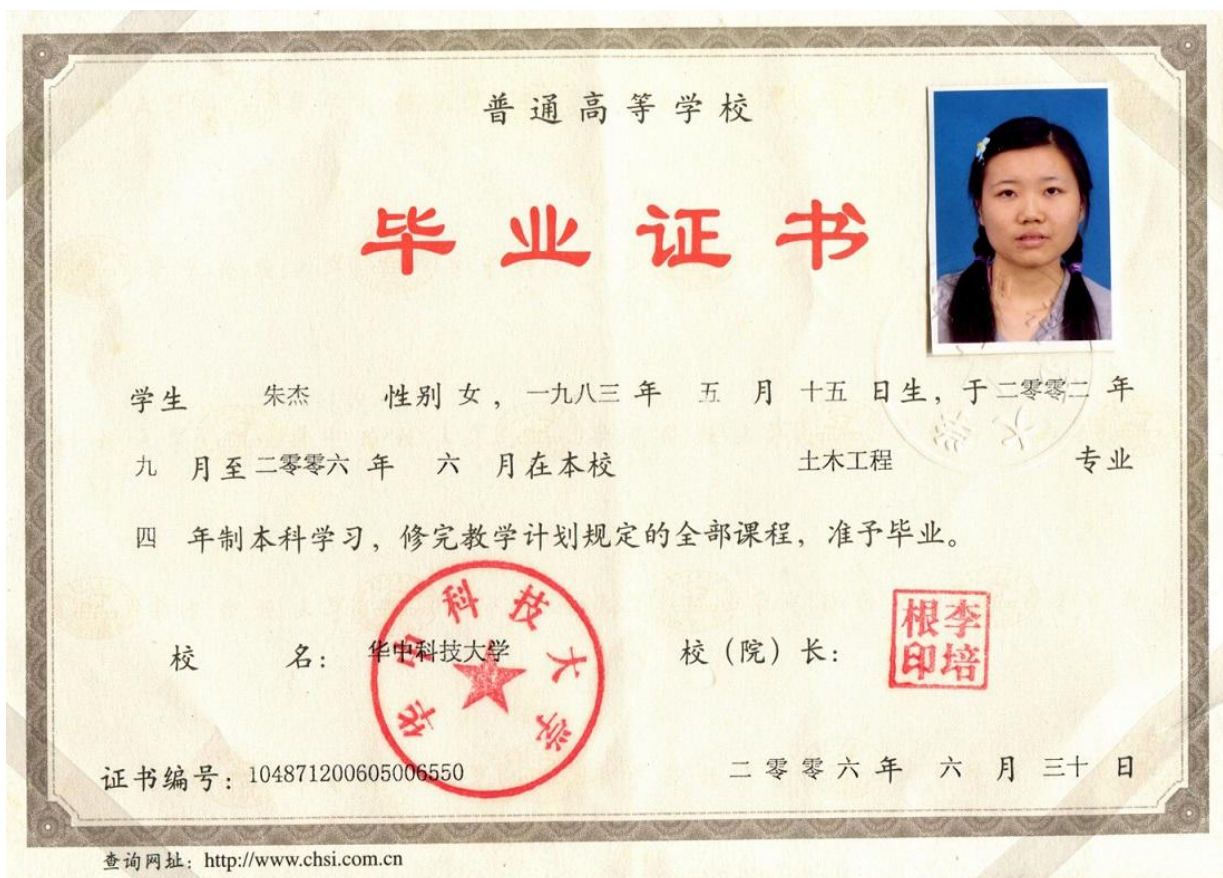 普通高等学校
毕业证书
学生 朱杰 性别 女，一九八三 年 五 月 十五 日生，于 二零零二 年
九 月至 二零零六 年 六 月在本校 土木工程 专业
四 年制本科学习，修完教学计划规定的全部课程，准予毕业。
校 名：华中科技大学 校（院）长：
华中科技大学
李培根印
证书编号：104871200605006550 二零零六年 六 月 三十 日
查询网址：http://www.chsi.com.cn